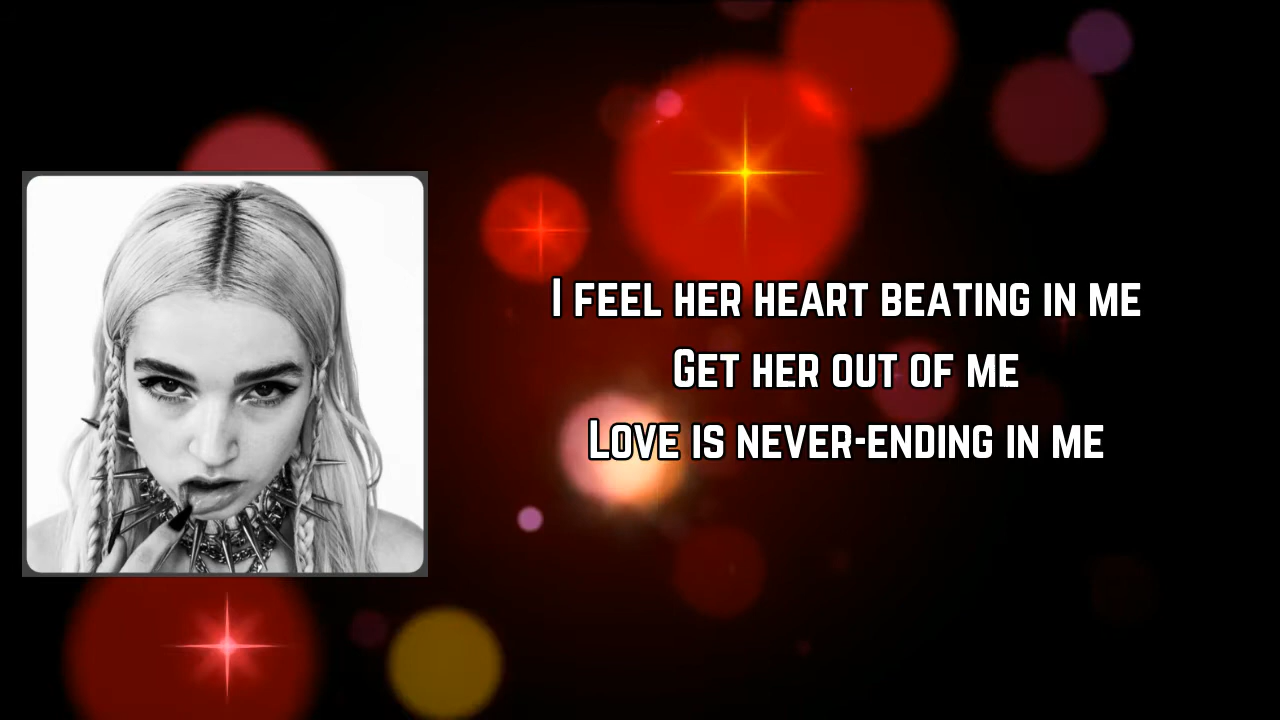 I FEEL HER HEART BEATING IN ME
GET HER OUT OF ME
LOVE IS NEVER-ENDING IN ME